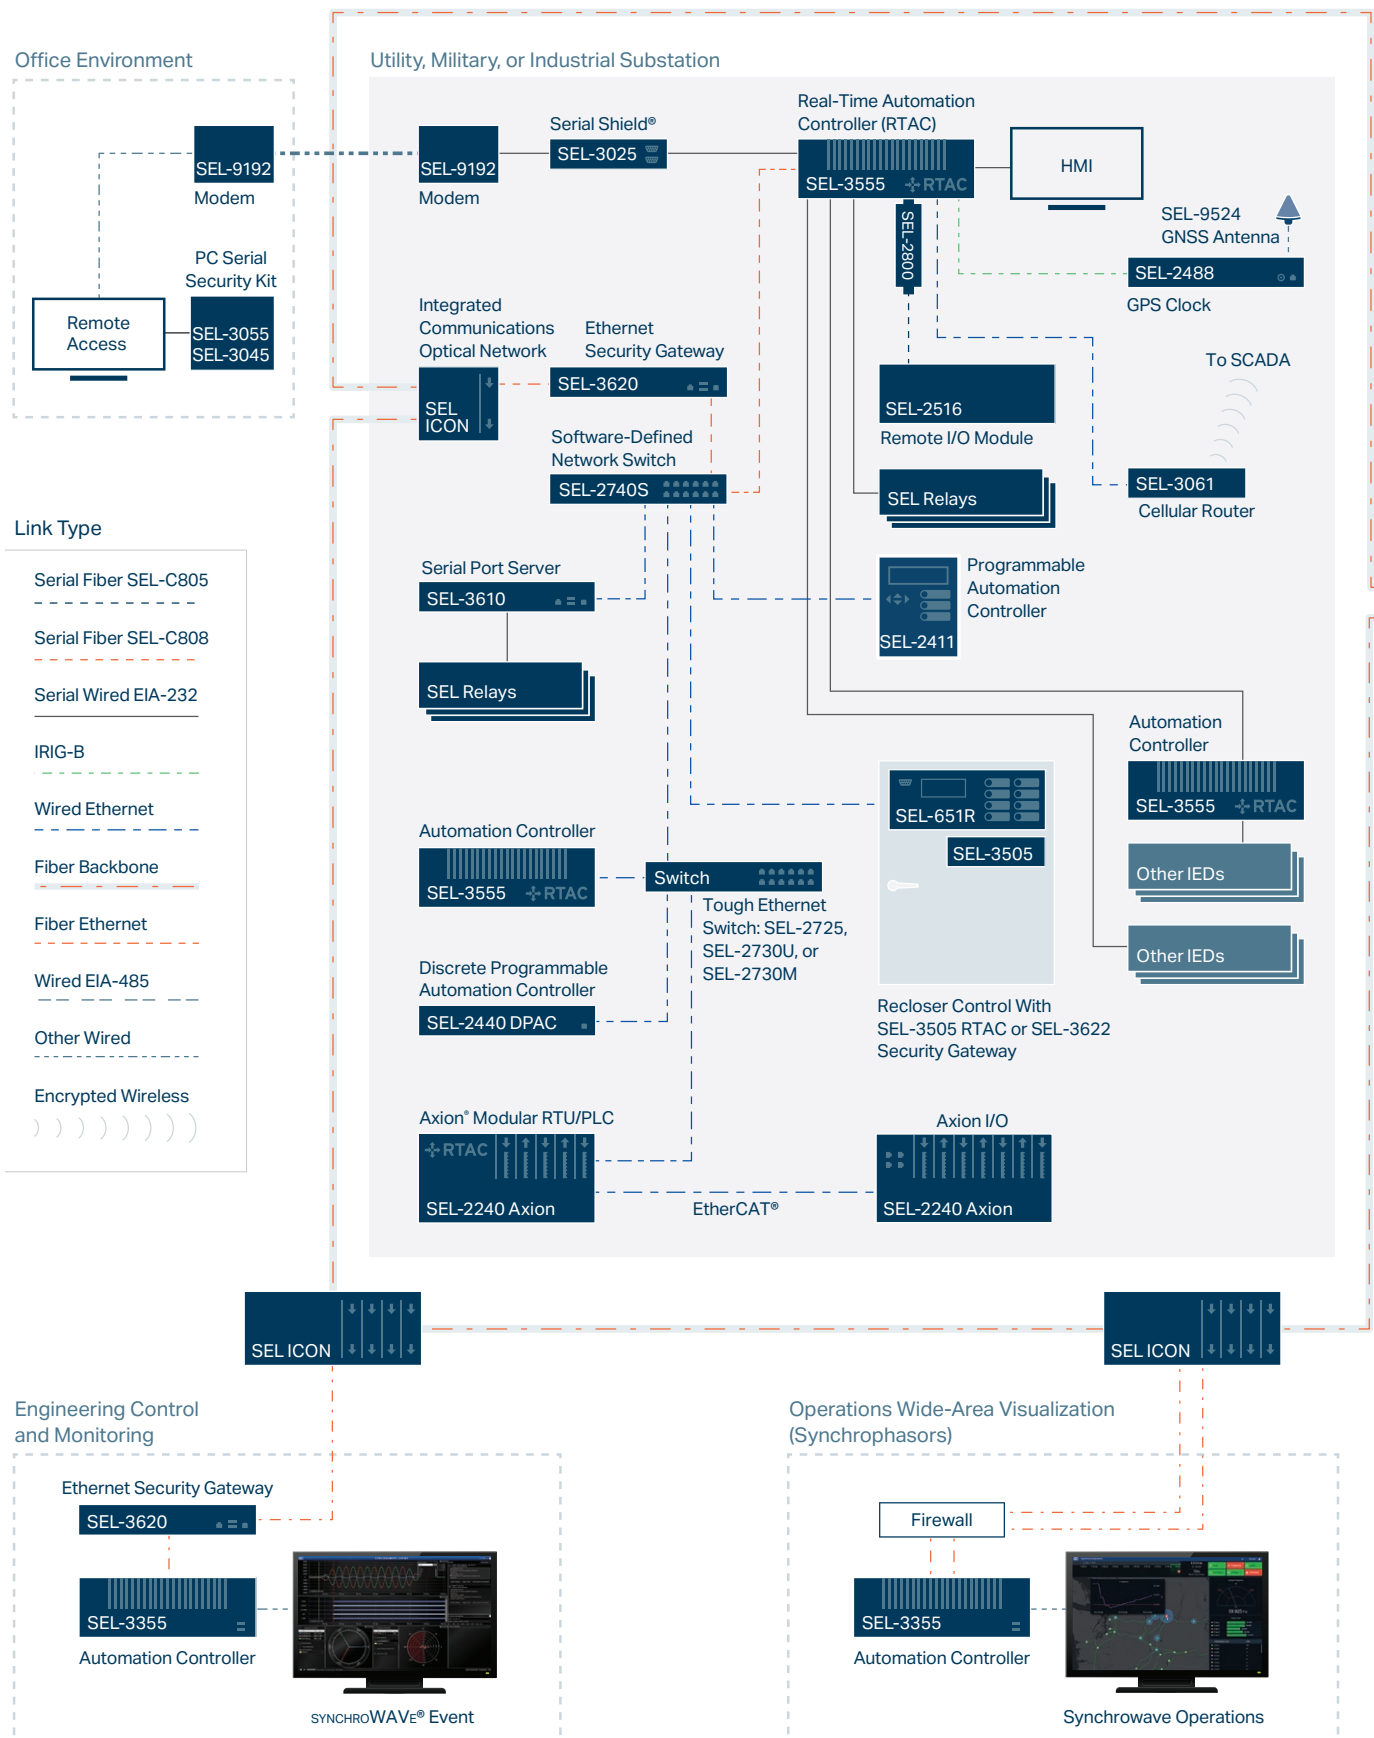 Office Environment
SEL-9192
Modem
PC Serial
Security Kit
Remote
Access
SEL-3055
SEL-3045
Link Type
Serial Fiber SEL-C805
Serial Fiber SEL-C808
Serial Wired EIA-232
IRIG-B
Wired Ethernet
Fiber Backbone
Fiber Ethernet
Wired EIA-485
Other Wired
Encrypted Wireless
Utility, Military, or Industrial Substation
SEL-9192
Modem
Serial Shield®
SEL-3025
Real-Time Automation
Controller (RTAC)
SEL-3555
RTAC
HMI
SEL-2800
SEL-9524
GNSS Antenna
SEL-2488
GPS Clock
Integrated
Communications
Optical Network
SEL
ICON
Ethernet
Security Gateway
SEL-3620
Software-Defined
Network Switch
SEL-2740S
SEL-2516
Remote I/O Module
To SCADA
SEL-3061
Cellular Router
SEL Relays
Serial Port Server
SEL-3610
SEL Relays
Programmable
Automation
Controller
SEL-2411
Automation
Controller
SEL-3555
RTAC
Other IEDs
Other IEDs
SEL-651R
SEL-3505
Recloser Control With
SEL-3505 RTAC or SEL-3622
Security Gateway
Automation Controller
SEL-3555
RTAC
Switch
Tough Ethernet
Switch: SEL-2725,
SEL-2730U, or
SEL-2730M
Discrete Programmable
Automation Controller
SEL-2440 DPAC
Axion® Modular RTU/PLC
RTAC
SEL-2240 Axion
EtherCAT®
Axion I/O
SEL-2240 Axion
SEL ICON
SEL ICON
Engineering Control
and Monitoring
Ethernet Security Gateway
SEL-3620
SEL-3355
Automation Controller
SYNCHROWAVE® Event
Operations Wide-Area Visualization
(Synchrophasors)
Firewall
SEL-3355
Automation Controller
Synchrowave Operations